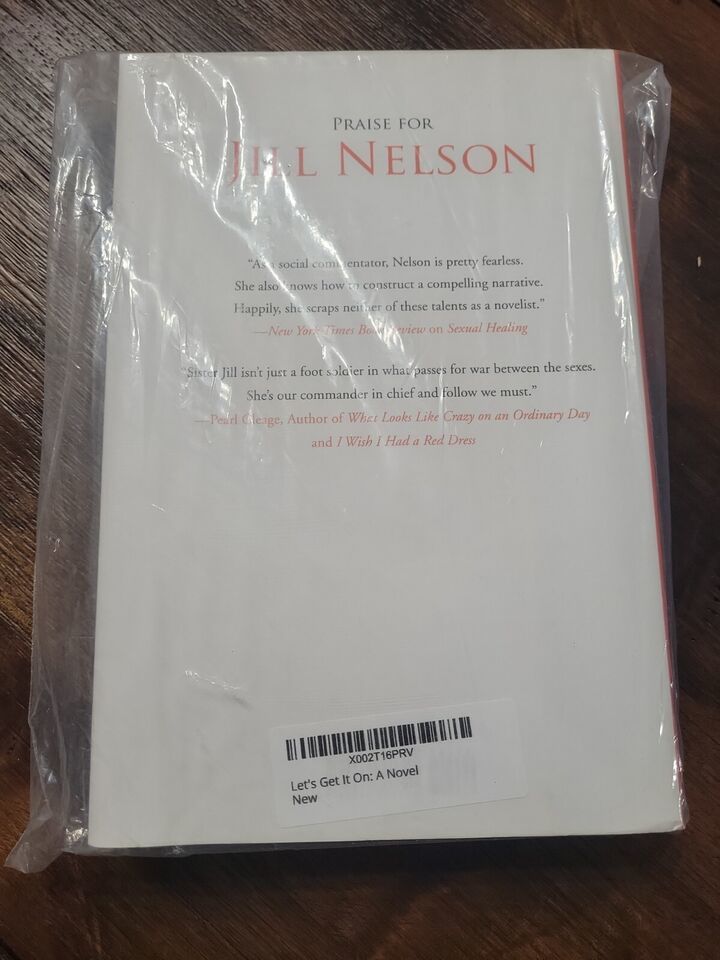 PRAISE FOR
JILL NELSON
“As a social commentator, Nelson is pretty fearless.
She also knows how to construct a compelling narrative.
Happily, she scraps neither of these talents as a novelist.”
—New York Times Book Review on Sexual Healing
“Sister Jill isn’t just a foot soldier in what passes for war between the sexes.
She’s our commander in chief and follow we must.”
—Pearl Cleage, Author of What Looks Like Crazy on an Ordinary Day
and I Wish I Had a Red Dress
X002T16PRV
Let's Get It On: A Novel
New